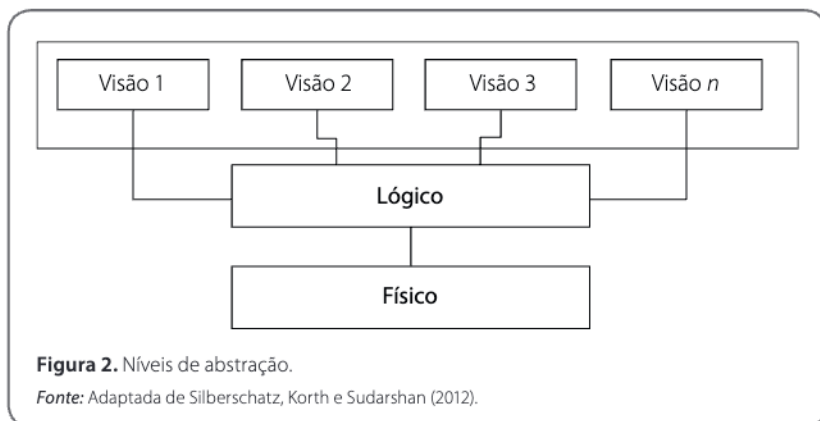 Visão 1
Visão 2
Visão 3
Visão n
Lógico
Físico
Figura 2. Níveis de abstração.
Fonte: Adaptada de Silberschatz, Korth e Sudarshan (2012).